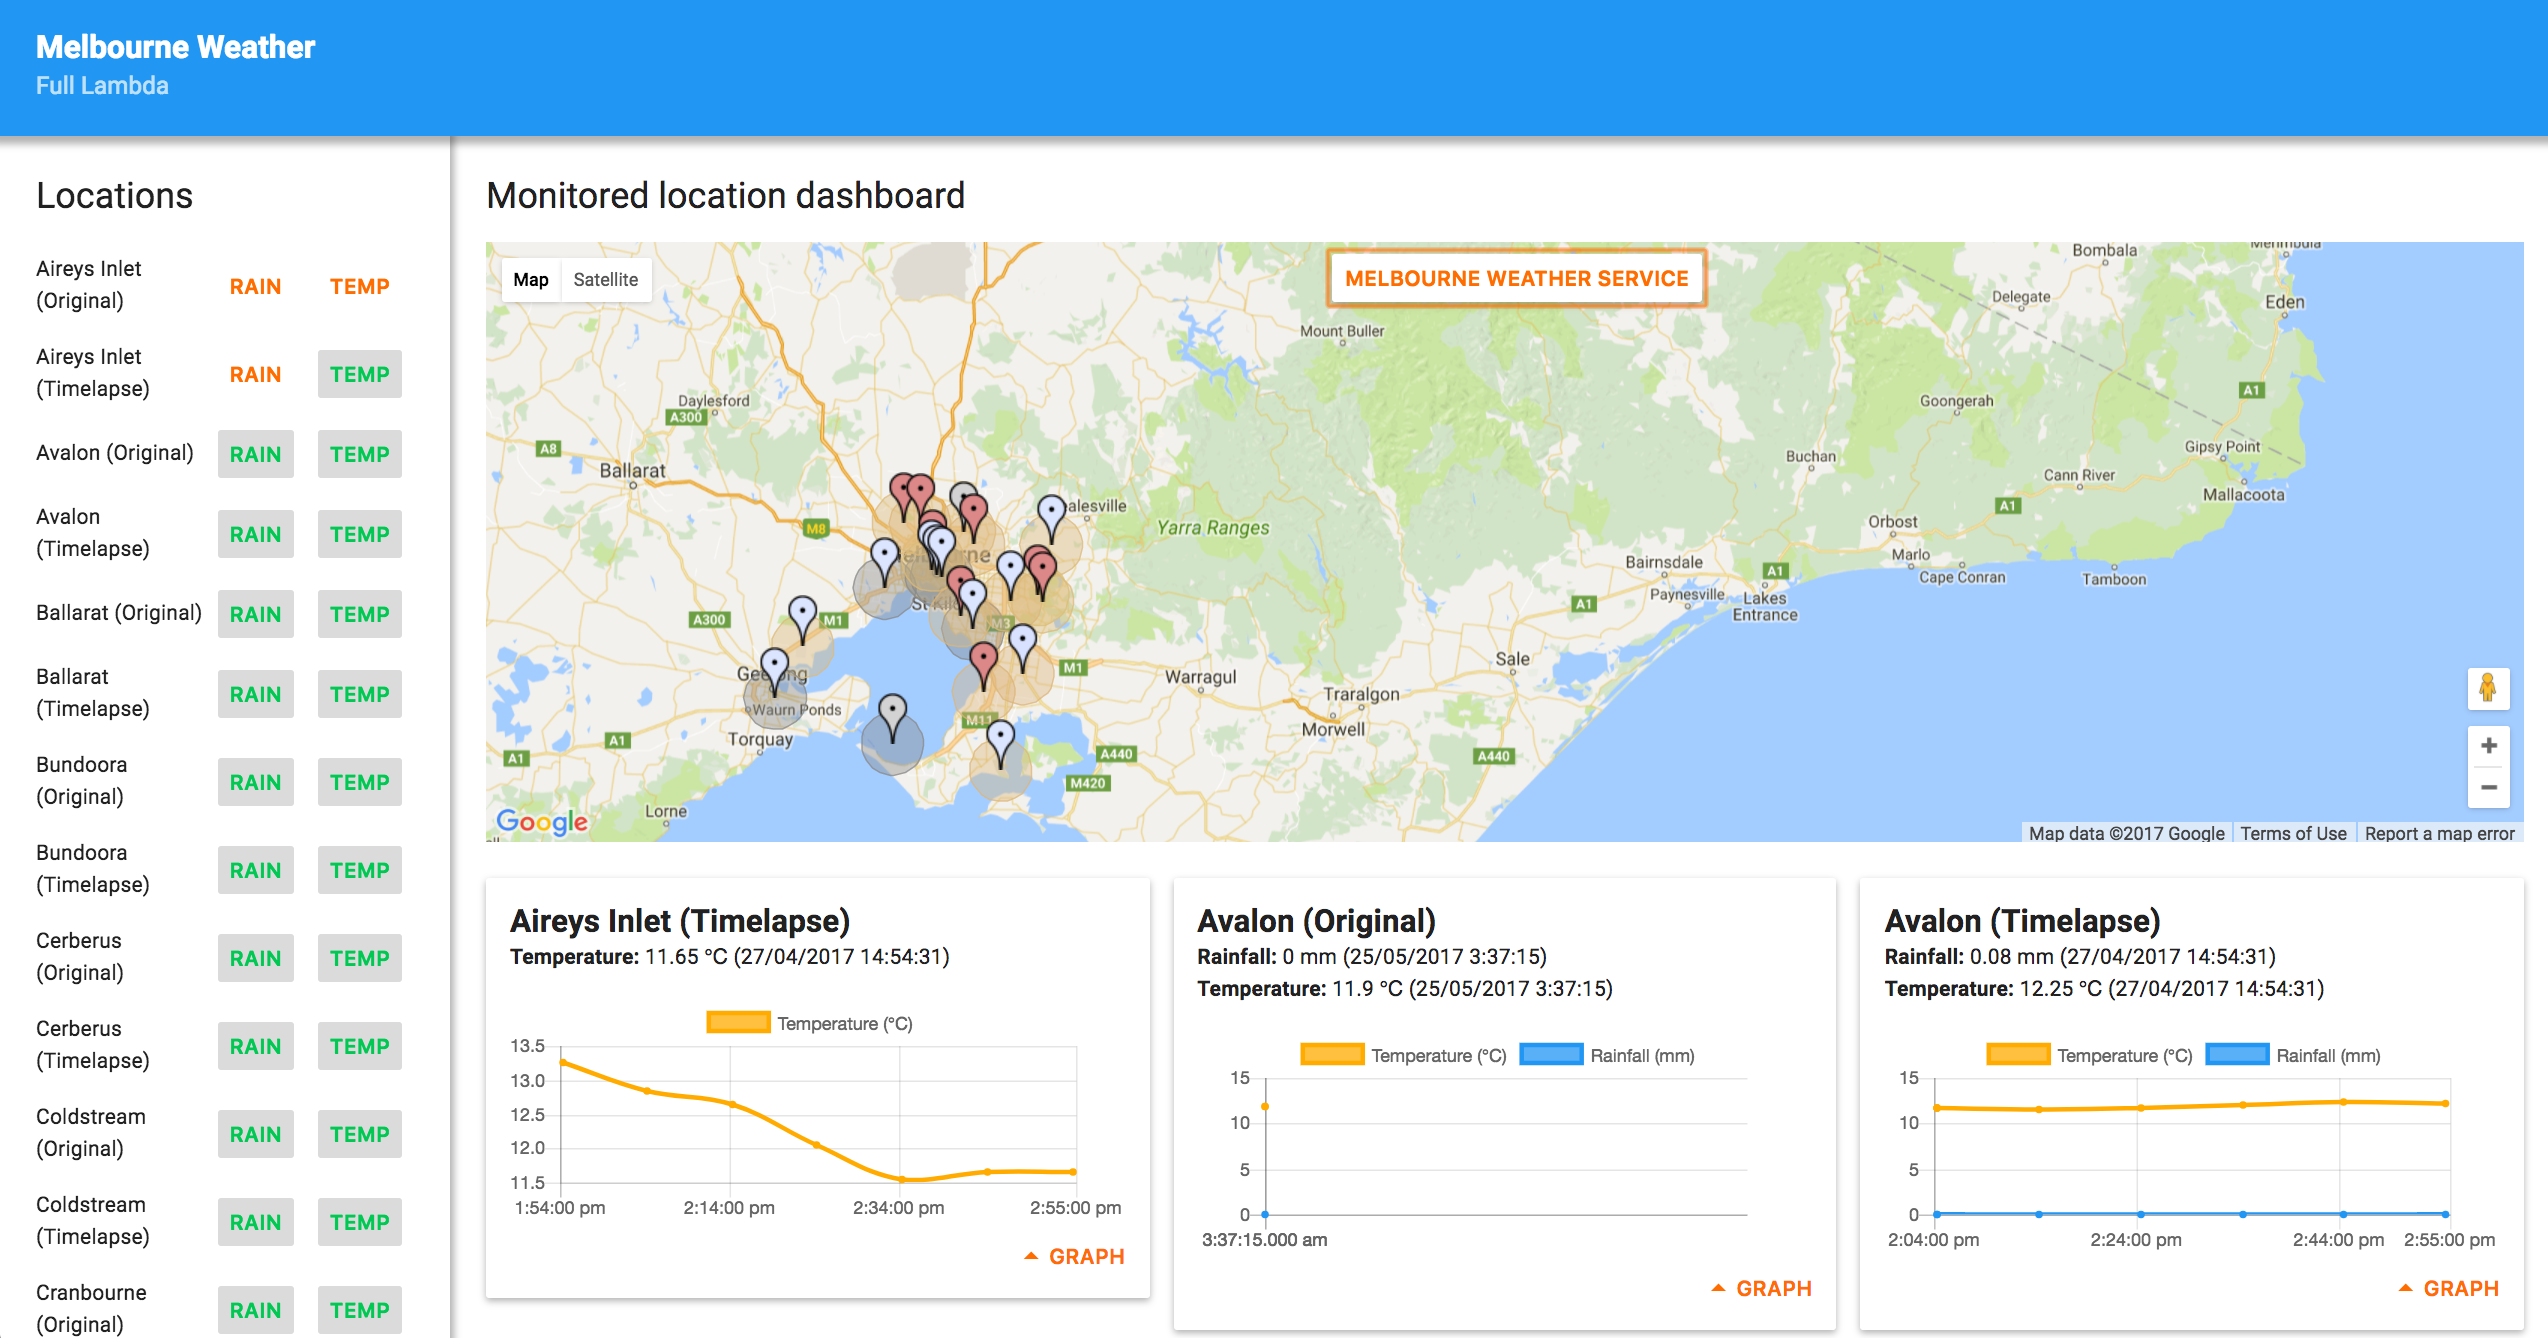 Melbourne Weather
Full Lambda
Locations
Aireys Inlet
(Original)
RAIN
TEMP
Aireys Inlet
(Timelapse)
RAIN
TEMP
Avalon (Original)
RAIN
TEMP
Avalon
(Timelapse)
RAIN
TEMP
Ballarat (Original)
RAIN
TEMP
Ballarat
(Timelapse)
RAIN
TEMP
Bundoora
(Original)
RAIN
TEMP
Bundoora
(Timelapse)
RAIN
TEMP
Cerberus
(Original)
RAIN
TEMP
Cerberus
(Timelapse)
RAIN
TEMP
Coldstream
(Original)
RAIN
TEMP
Coldstream
(Timelapse)
RAIN
TEMP
Cranbourne
(Original)
RAIN
TEMP
Monitored location dashboard
Map
Satellite
MELBOURNE WEATHER SERVICE
Bombala
Delegate
Eden
Mount Buller
A1
Daylesford
A300
Goongerah
A8
Ballarat
Buchan
Gipsy Point
Cann River
Mallacoota
alesville
A1
Yarra Ranges
Orbost
M8
Marlo
Bairnsdale
A1
Cape Conran
Tamboon
Paynesville
Lakes
Entrance
A1
A300
M1
M3
Sale
M1
Warragul
Traralgon
Waurn Ponds
M11
Morwell
Torquay
A1
A1
A440
A440
M420
Lorne
Google
Map data ©2017 Google
Terms of Use
Report a map error
Aireys Inlet (Timelapse)
Temperature: 11.65 °C (27/04/2017 14:54:31)
Temperature (°C)
13.5
13.0
12.5
12.0
11.5
1:54:00 pm
2:14:00 pm
2:34:00 pm
2:55:00 pm
GRAPH
Avalon (Original)
Rainfall: 0 mm (25/05/2017 3:37:15)
Temperature: 11.9 °C (25/05/2017 3:37:15)
Temperature (°C)
Rainfall (mm)
15
10
5
0
3:37:15.000 am
GRAPH
Avalon (Timelapse)
Rainfall: 0.08 mm (27/04/2017 14:54:31)
Temperature: 12.25 °C (27/04/2017 14:54:31)
Temperature (°C)
Rainfall (mm)
15
10
5
0
2:04:00 pm
2:24:00 pm
2:44:00 pm
2:55:00 pm
GRAPH